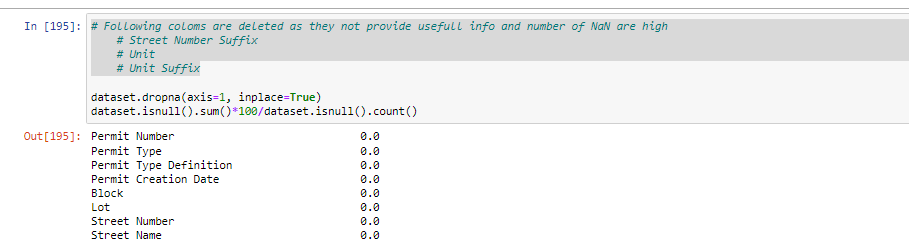 In [195]: # Following coloms are deleted as they not provide usefull info and number of NaN are high
# Street Number Suffix
# Unit
# Unit Suffix
dataset.dropna(axis=1, inplace=True)
dataset.isnull().sum()*100/dataset.isnull().count()
Out[195]: Permit Number 0.0
Permit Type 0.0
Permit Type Definition 0.0
Permit Creation Date 0.0
Block 0.0
Lot 0.0
Street Number 0.0
Street Name 0.0